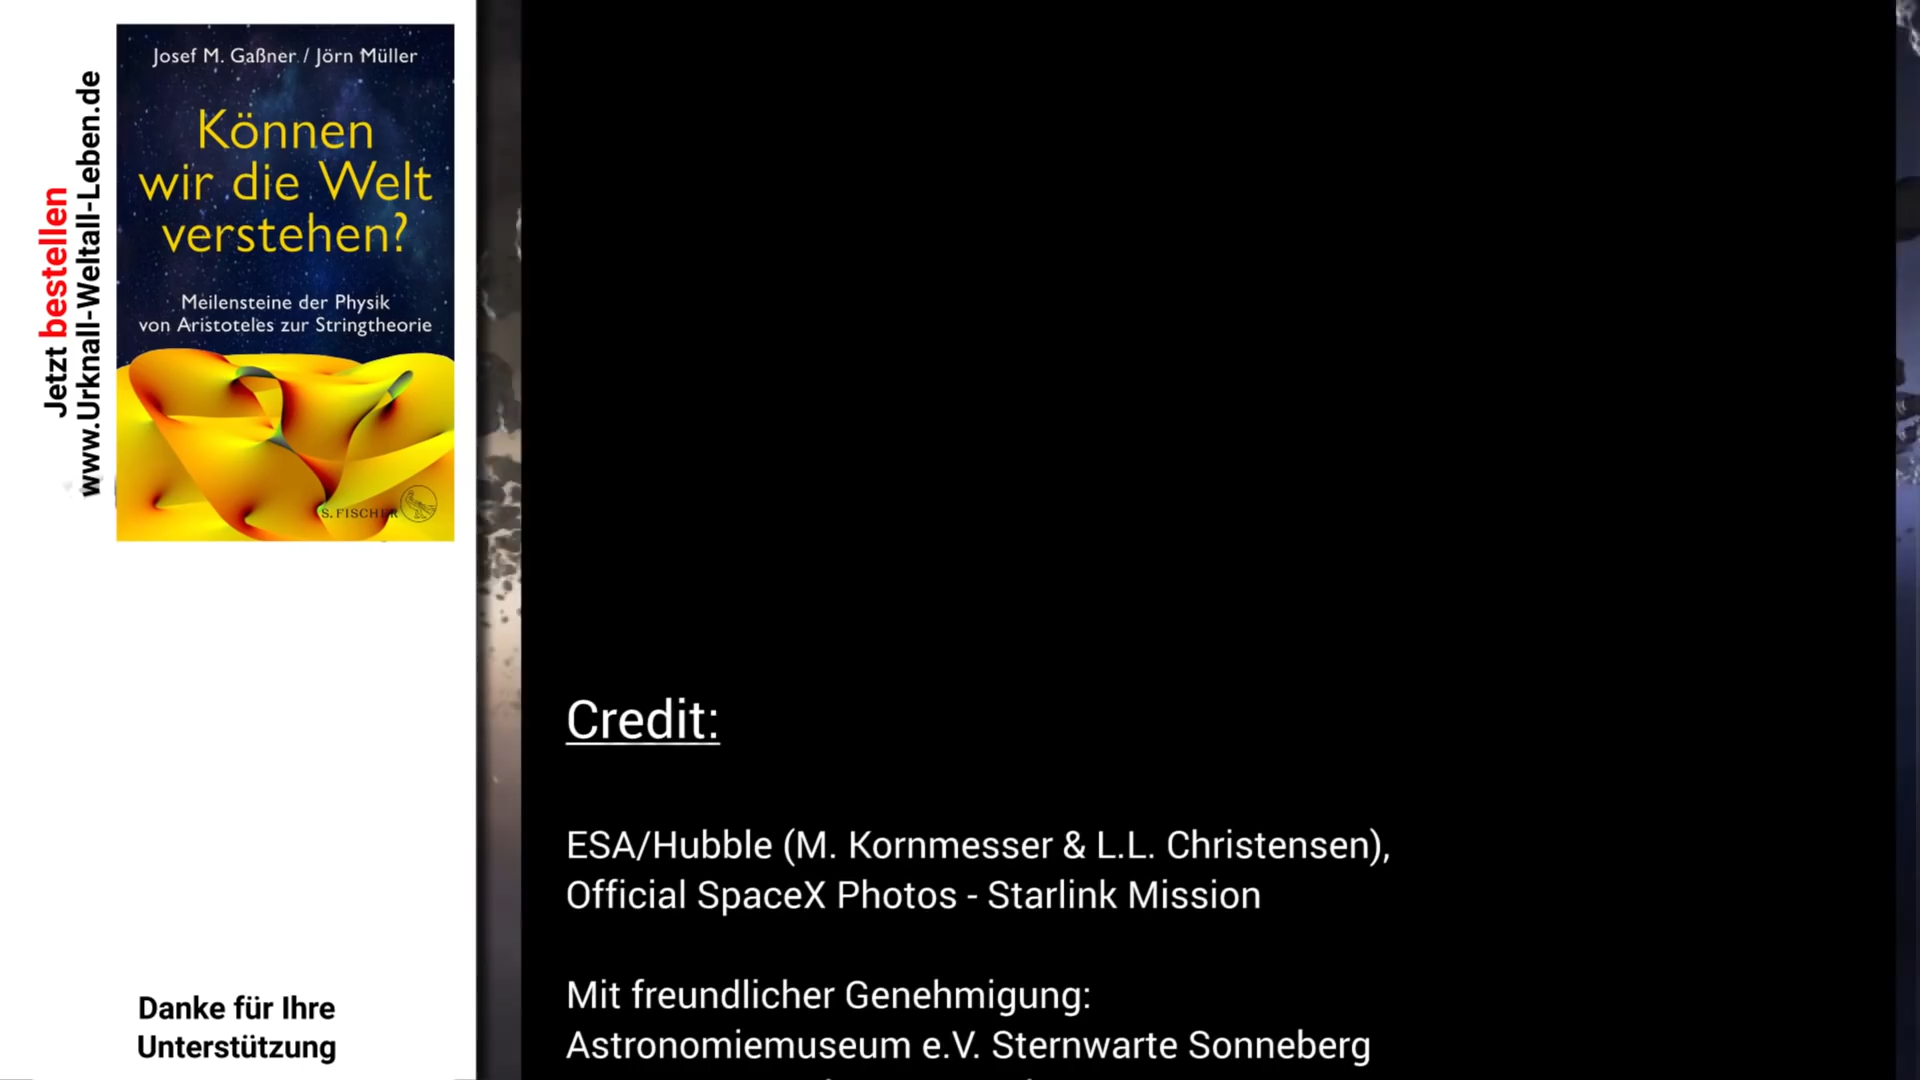 Jetzt bestellen
www.Urknall-Weltall-Leben.de
Josef M. Gaßner / Jörn Müller
Können
wir die Welt
verstehen?
Meilensteine der Physik
von Aristoteles zur Stringtheorie
S. FISCHER
Danke für Ihre
Unterstützung
Credit:
ESA/Hubble (M. Kornmesser & L.L. Christensen),
Official SpaceX Photos - Starlink Mission
Mit freundlicher Genehmigung:
Astronomiemuseum e.V. Sternwarte Sonneberg